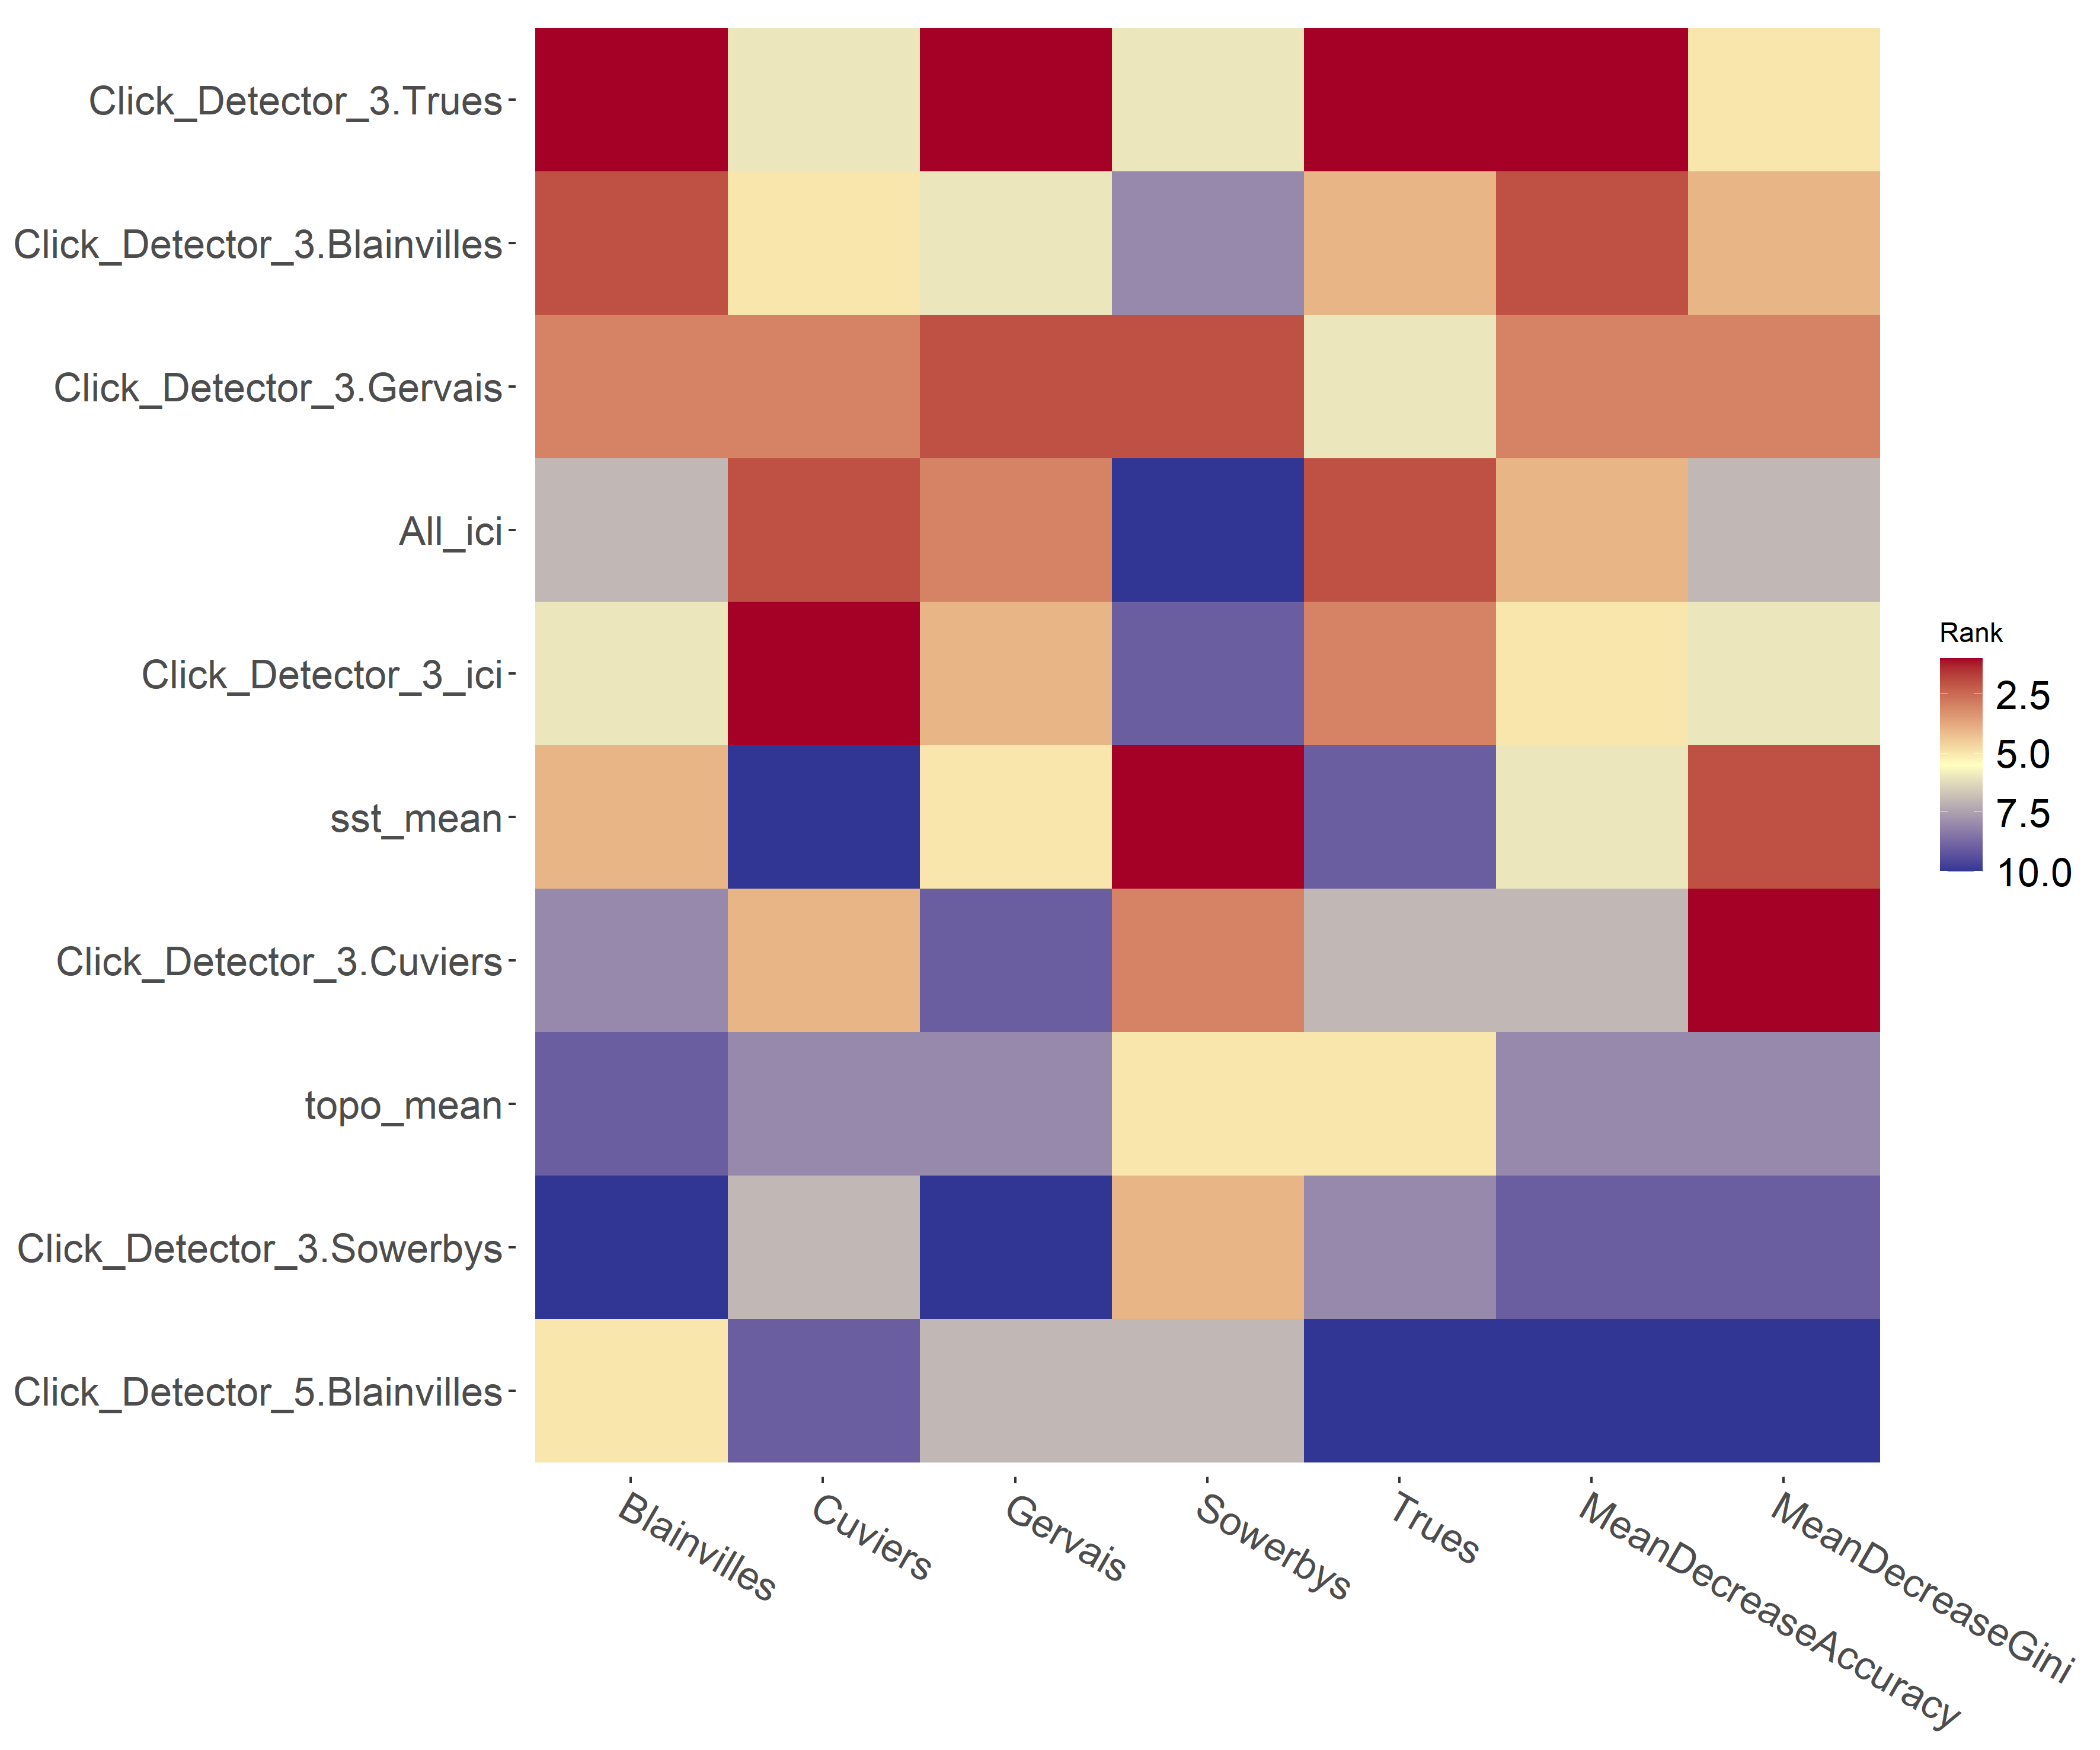 Click_Detector_3.Trues
Click_Detector_3.Blainvilles
Click_Detector_3.Gervais
All_ici
Click_Detector_3_ici
sst_mean
Click_Detector_3.Cuviers
topo_mean
Click_Detector_3.Sowerbys
Click_Detector_5.Blainvilles
Blainvilles
Cuviers
Gervais
Sowerbys
Trues
MeanDecreaseAccuracy
MeanDecreaseGini
Rank
2.5
5.0
7.5
10.0